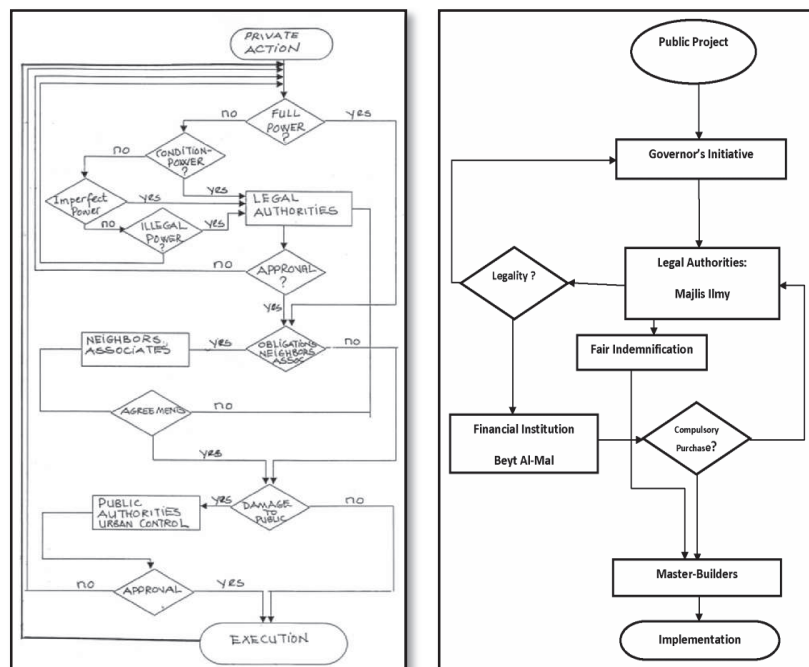 PRIVATE
ACTION
FULL
POWER
?
no
yes
CONDITION-
POWER
?
no
yes
Imperfect
Power
yes
no
ILLEGAL
POWER
?
yes
LEGAL
AUTHORITIES
no
APPROVAL
?
yes
NEIGHBORS..
ASSOCIATES
yes
OBLIGATIONS
NEIGHBORS
ASSOC
no
AGREEMENT
no
yes
PUBLIC
AUTHORITIES
URBAN CONTROL
yes
DAMAGE
TO
PUBLIC
no
no
APPROVAL
yes
EXECUTION
Public Project
Governor's Initiative
Legality ?
Legal Authorities:
Majlis Ilmy
Fair Indemnification
Financial Institution
Beyt Al-Mal
Compulsory
Purchase?
Master-Builders
Implementation